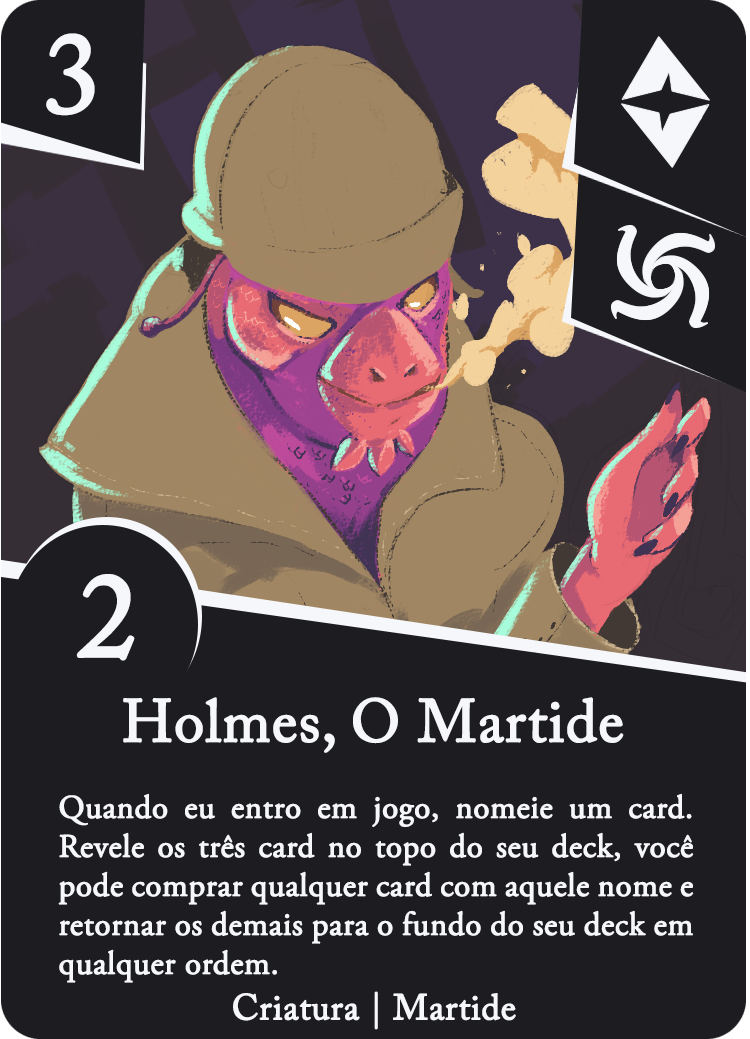 3
2
Holmes, O Martide
Quando eu entro em jogo, nomeie um card.
Revele os três card no topo do seu deck, você
pode comprar qualquer card com aquele nome e
retornar os demais para o fundo do seu deck em
qualquer ordem.
Criatura | Martide